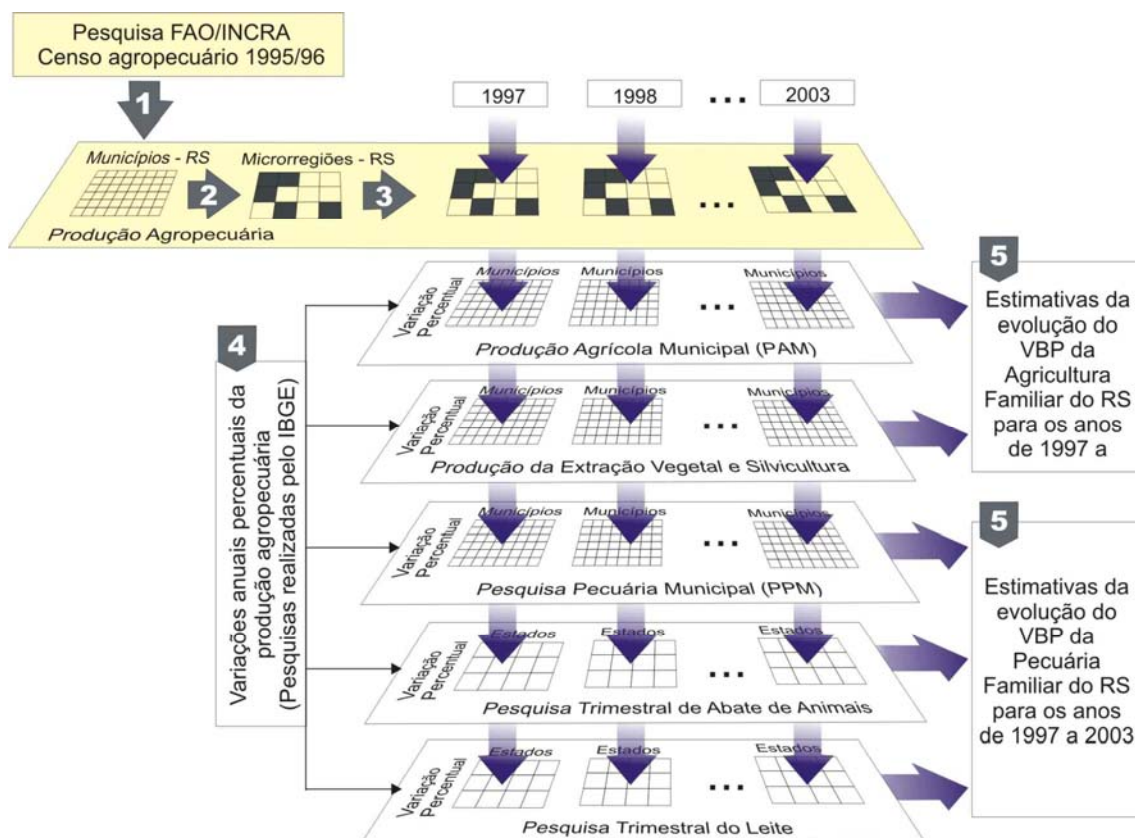 Pesquisa FAO/INCRA
Censo agropecuário 1995/96
1
1997
1998
...
2003
Municípios - RS
Microrregiões - RS
2
3
...
Produção Agropecuária
4
Variações anuais percentuais da
produção agropecuária
(Pesquisas realizadas pelo IBGE)
Variação
Percentual
Municípios
Municípios
...
Municípios
Produção Agrícola Municipal (PAM)
Variação
Percentual
Municípios
Municípios
...
Municípios
Produção da Extração Vegetal e Silvicultura
Variação
Percentual
Municípios
Municípios
...
Municípios
Pesquisa Pecuária Municipal (PPM)
Variação
Percentual
Estados
Estados
...
Estados
Pesquisa Trimestral de Abate de Animais
Variação
Percentual
Estados
Estados
...
Estados
Pesquisa Trimestral do Leite
5
Estimativas da
evolução do
VBP da
Agricultura
Familiar do RS
para os anos
de 1997 a
5
Estimativas da
evolução do
VBP da
Pecuária
Familiar do RS
para os anos
de 1997 a 2003